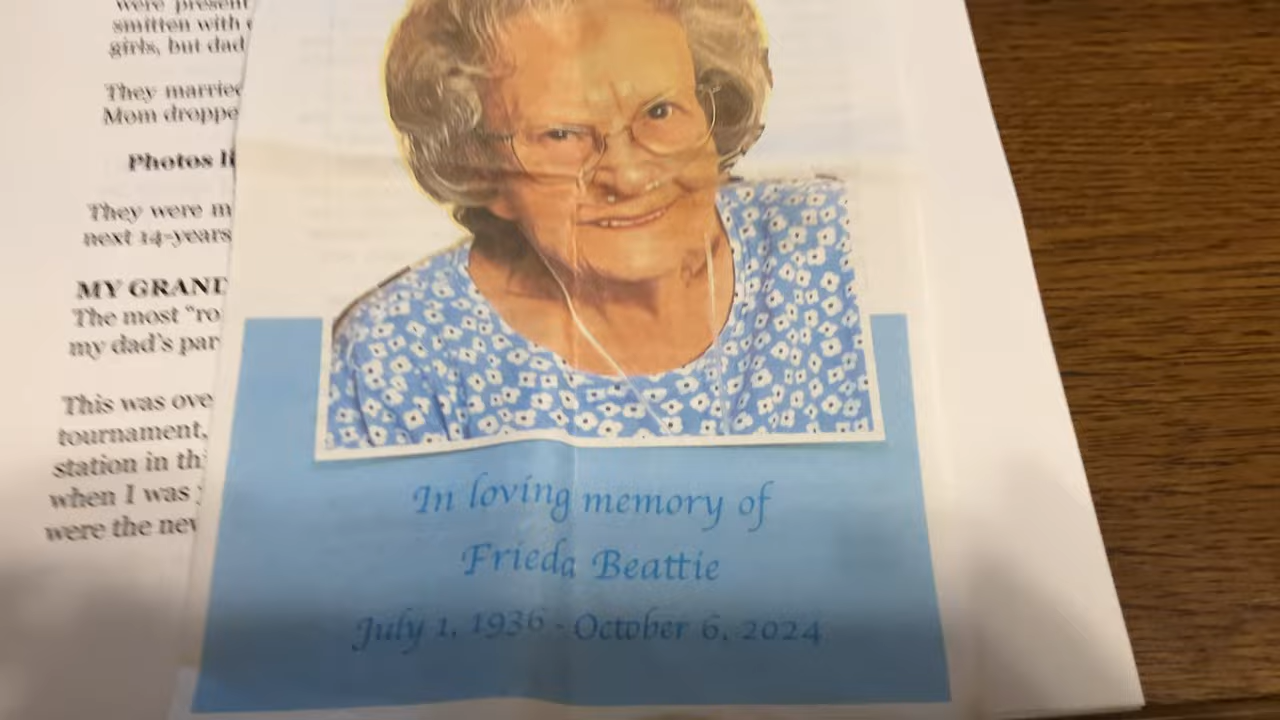 were present
smitten with
girls, but dad
They married
Mom droppe
Photos li
They were m
next 14-years
MY GRAND
The most "ro
my dad's par
This was ove
tournament,
station in th
when I was
were the new
In loving memory of
Frieda Beattie
July 1, 1936 - October 6, 2024